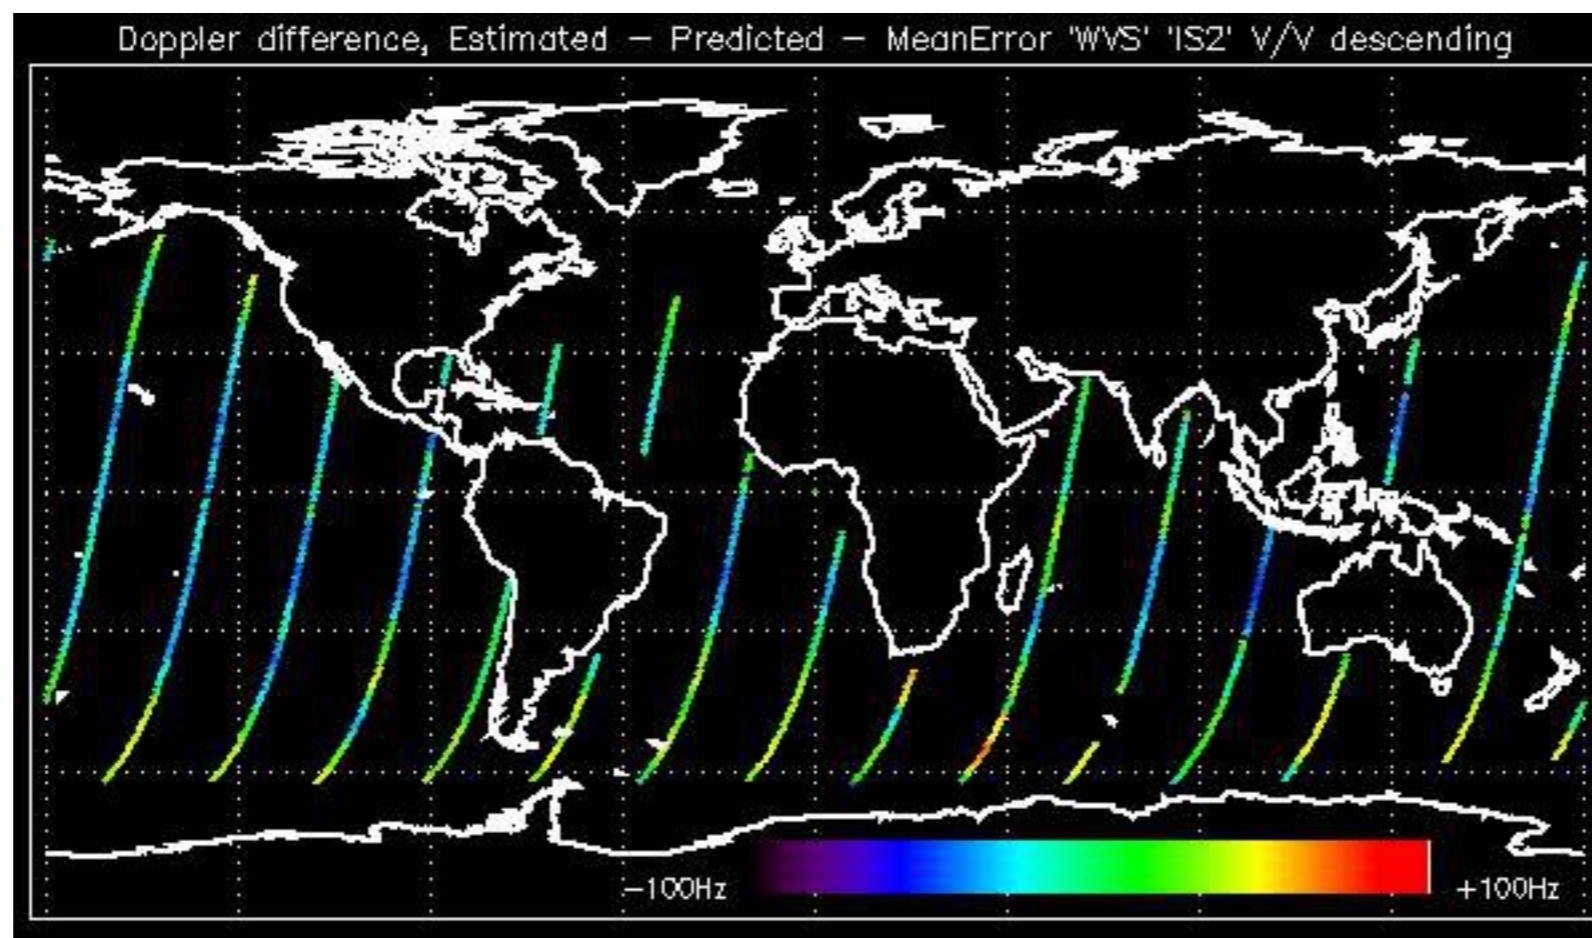 Doppler difference, Estimated – Predicted – MeanError 'WVS' 'IS2' V/V descending
–100Hz
+100Hz